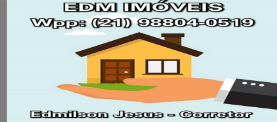 EDM IMÓVEIS
Wpp: (21) 98804-0519
Edmilson Jesus - Corretor